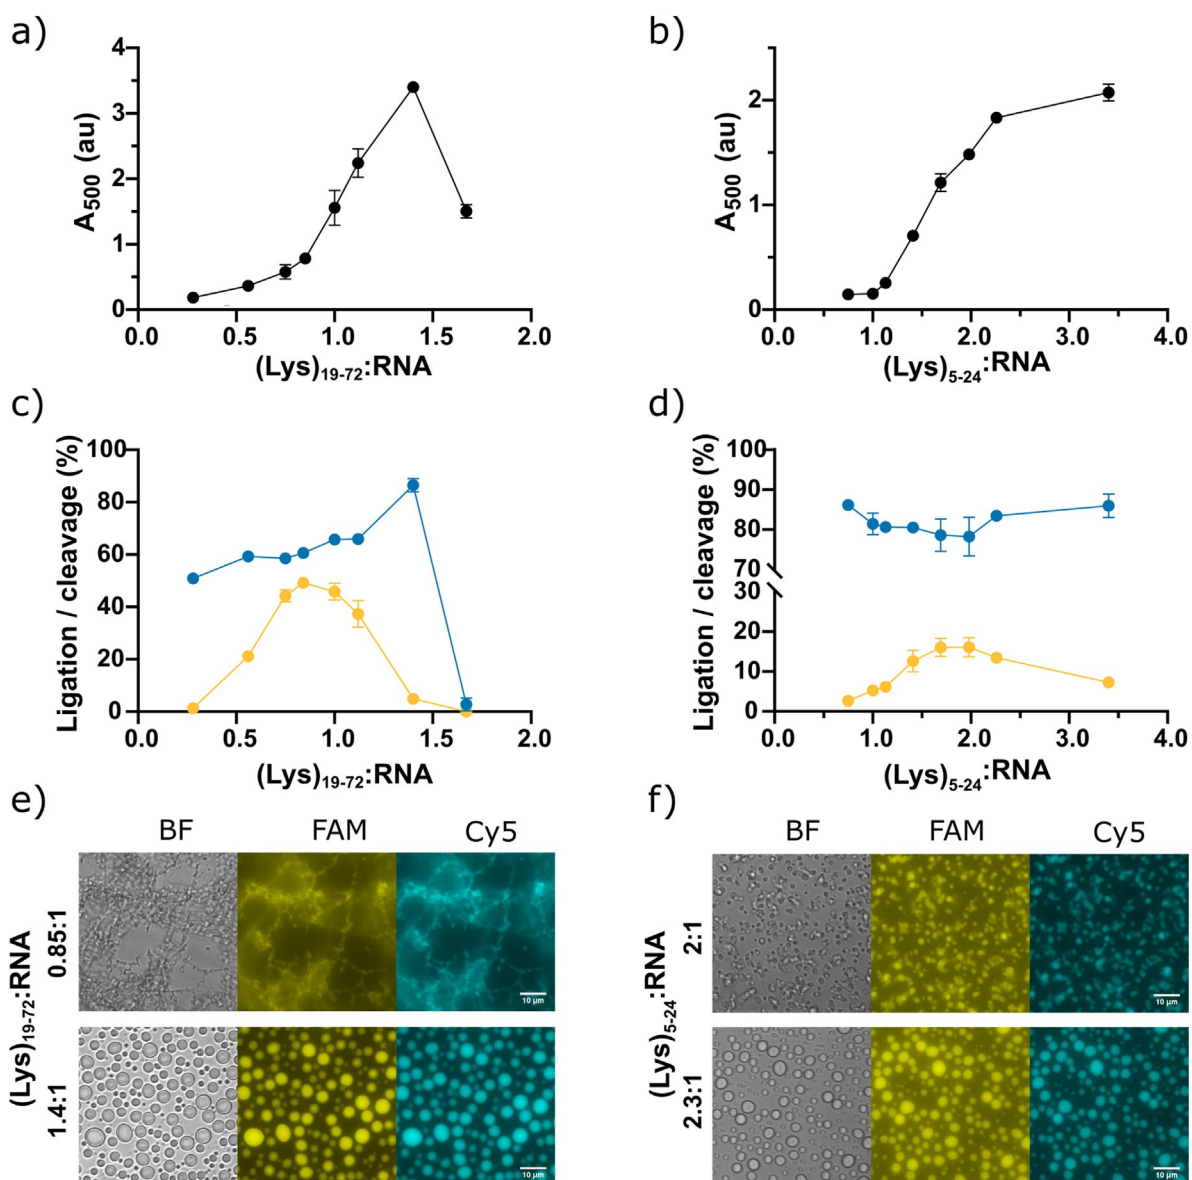 a)
4
3
2
1
0
A500 (au)
0.0 0.5 1.0 1.5 2.0
(Lys)19-72:RNA
b)
2
1
0
A500 (au)
0.0 1.0 2.0 3.0 4.0
(Lys)5-24:RNA
c)
100
80
60
40
20
0
Ligation / cleavage (%)
0.0 0.5 1.0 1.5 2.0
(Lys)19-72:RNA
d)
100
90
80
70
30
20
10
0
Ligation / cleavage (%)
0.0 1.0 2.0 3.0 4.0
(Lys)5-24:RNA
e)
BF FAM Cy5
(Lys)19-72:RNA
0.85:1
10 µm
1.4:1
10 µm
f)
BF FAM Cy5
(Lys)5-24:RNA
2:1
10 µm
2.3:1
10 µm